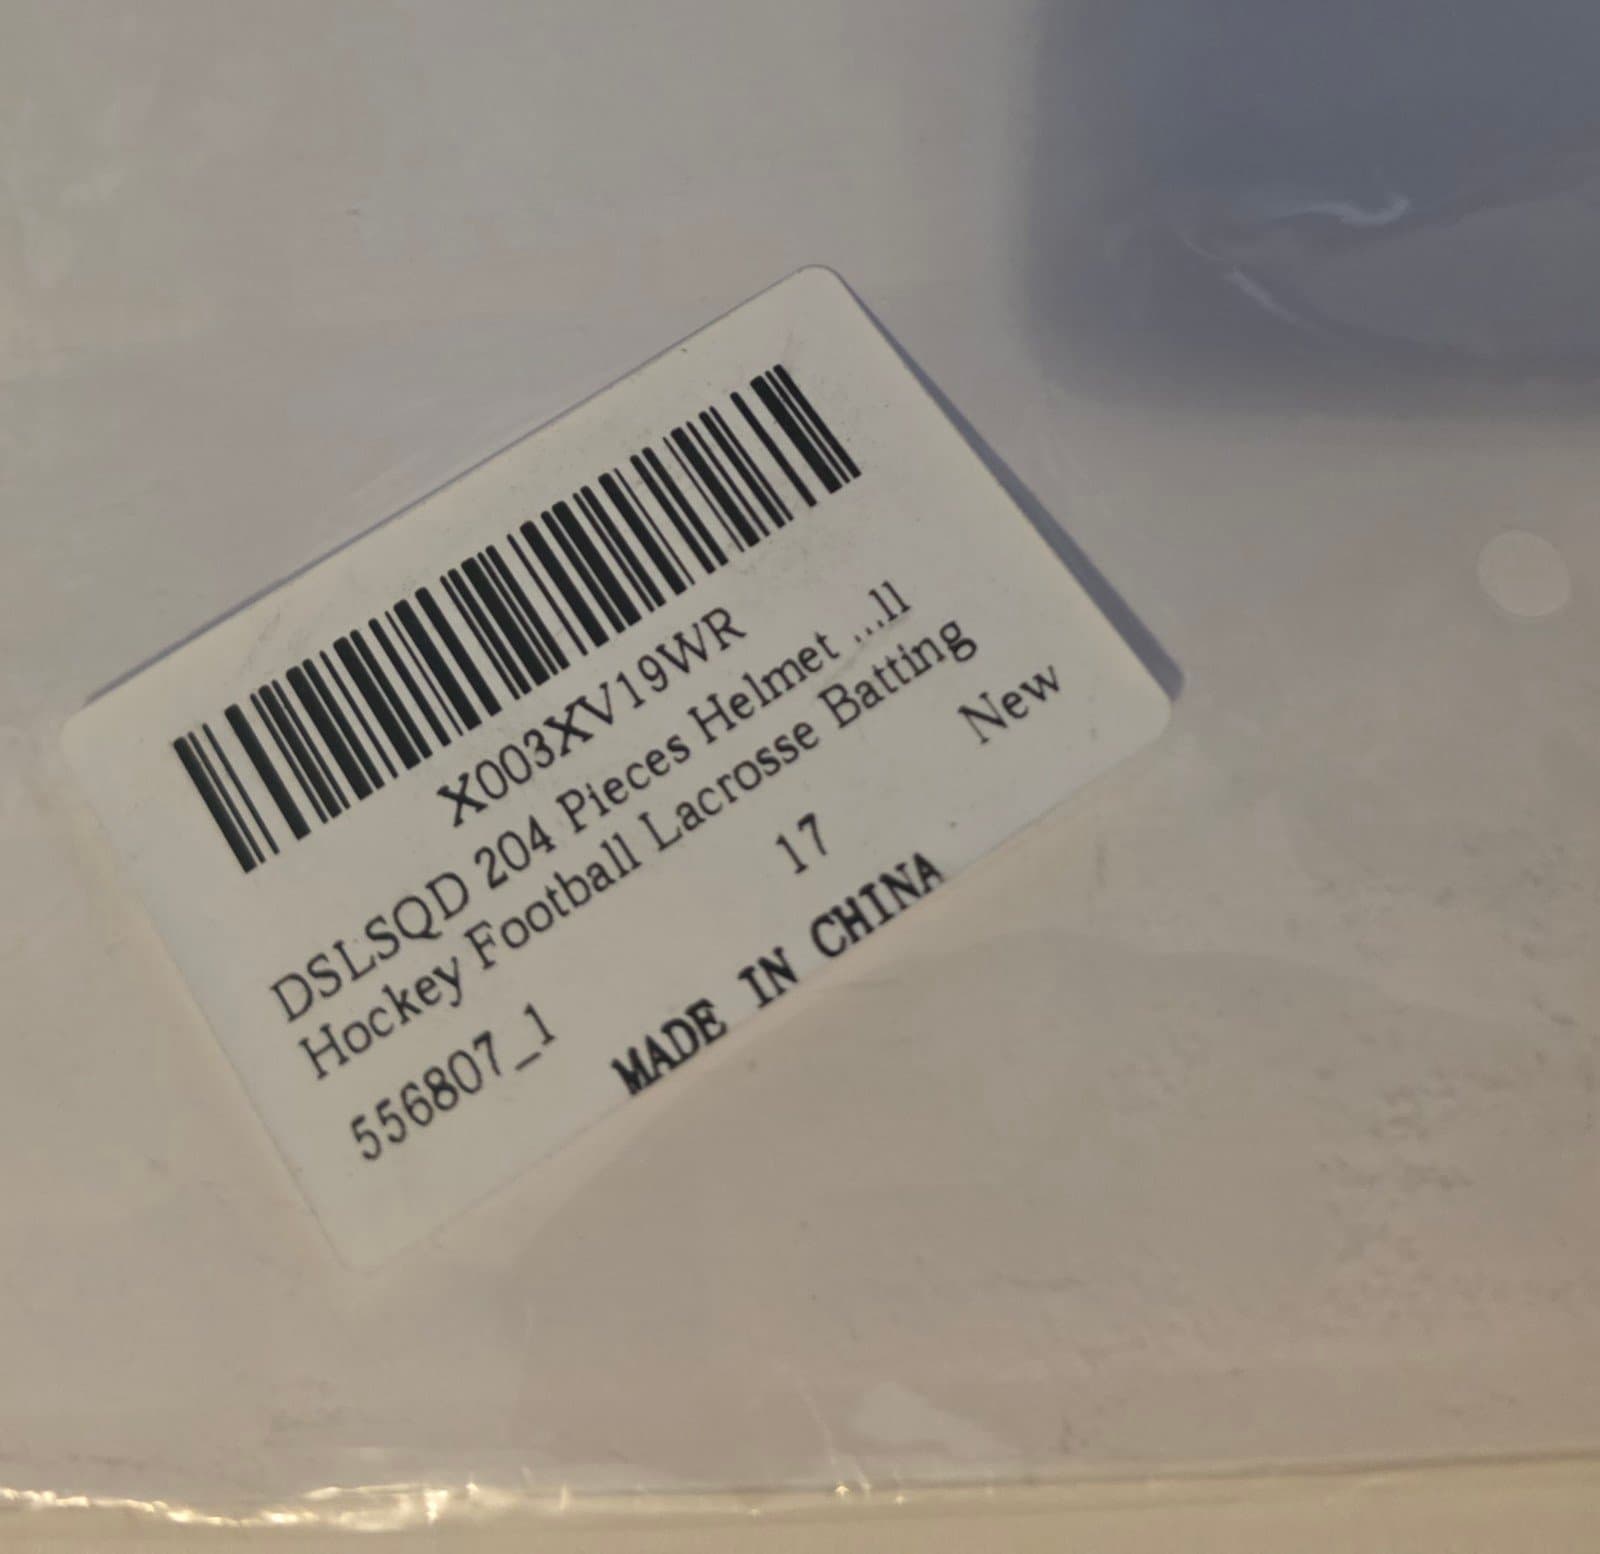 X003XV19WR
DSLSQD 204 Pieces Helmet ...ll
Hockey Football Lacrosse Batting
New
556807_1 17
MADE IN CHINA